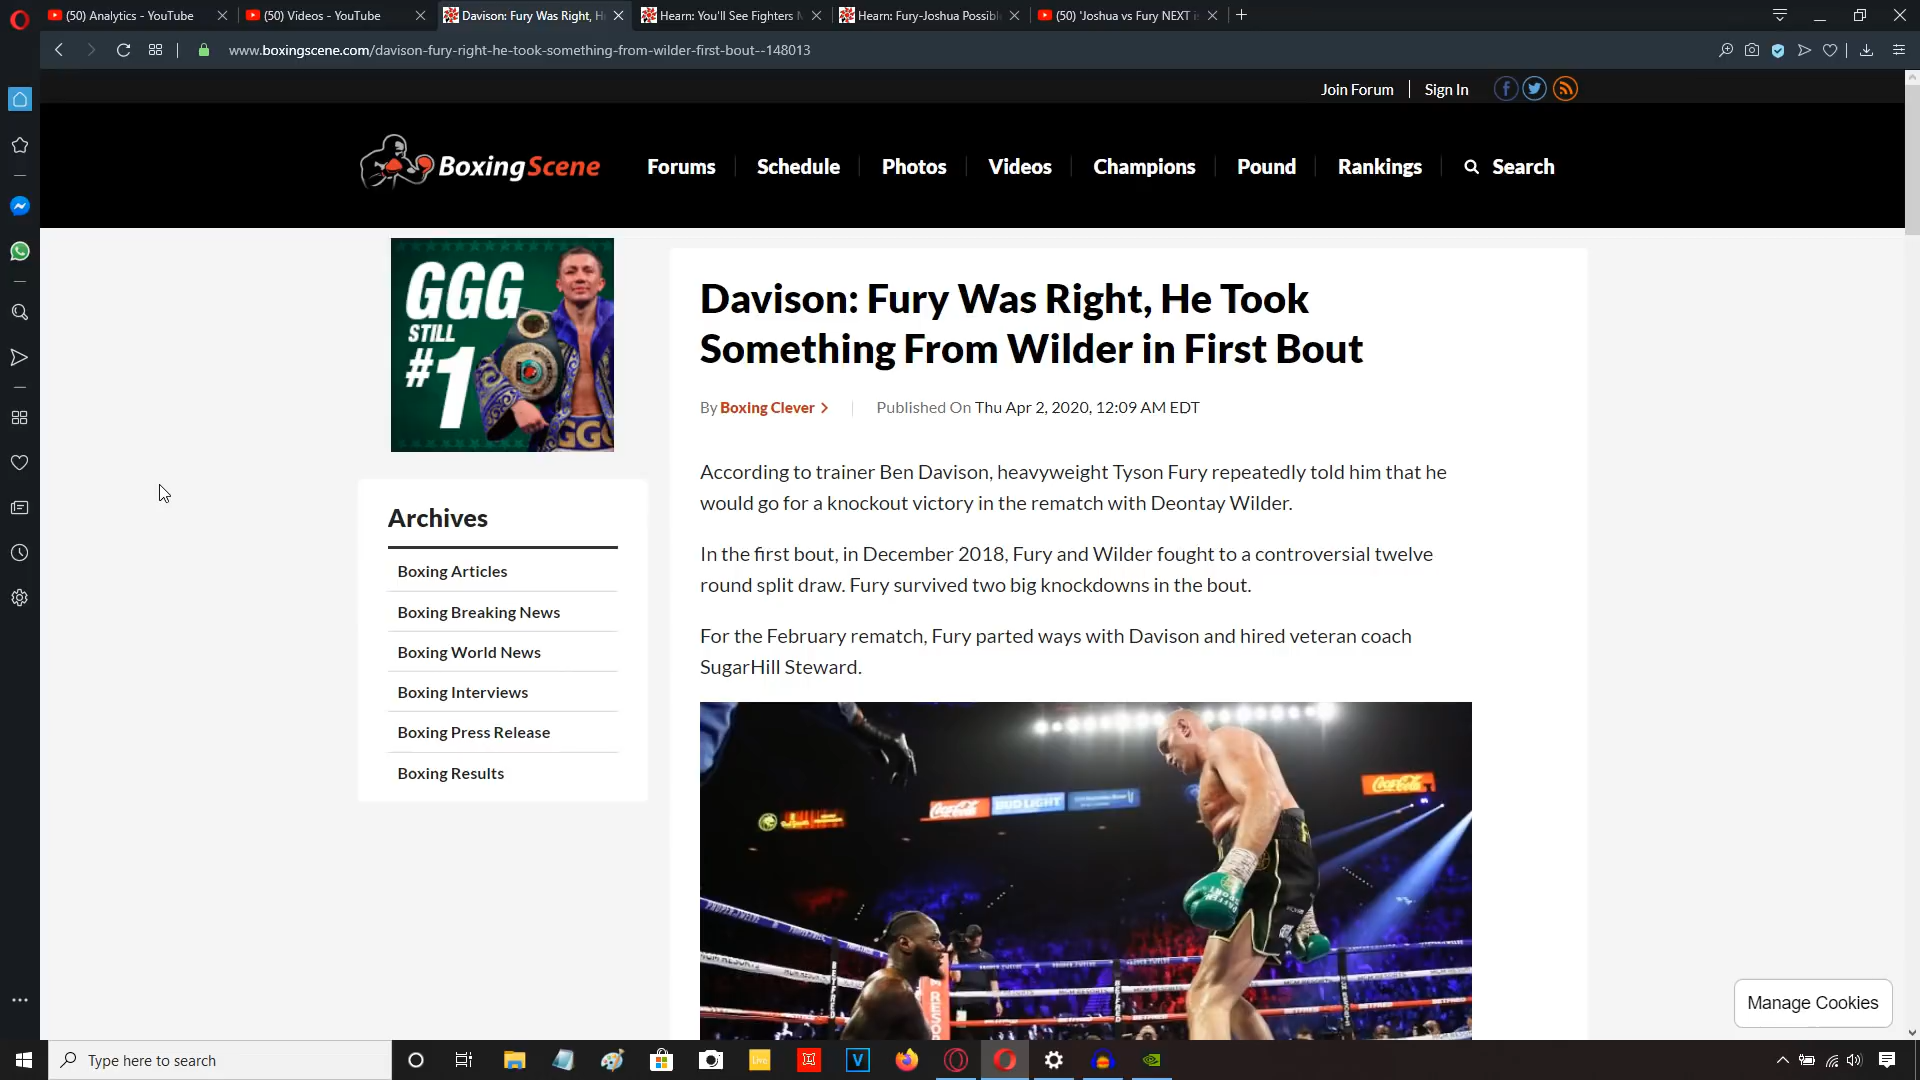 (50) Analytics - YouTube
(50) Videos - YouTube
Davison: Fury Was Right, H
Hearn: You'll See Fighters
Hearn: Fury-Joshua Possibl
(50) 'Joshua vs Fury NEXT
www.boxingscene.com/davison-fury-right-he-took-something-from-wilder-first-bout--148013
Join Forum
Sign In
BoxingScene
Forums
Schedule
Photos
Videos
Champions
Pound
Rankings
Search
GGG
STILL
#1
Davison: Fury Was Right, He Took
Something From Wilder in First Bout
By Boxing Clever
Published On Thu Apr 2, 2020, 12:09 AM EDT
According to trainer Ben Davison, heavyweight Tyson Fury repeatedly told him that he
would go for a knockout victory in the rematch with Deontay Wilder.
In the first bout, in December 2018, Fury and Wilder fought to a controversial twelve
round split draw. Fury survived two big knockdowns in the bout.
For the February rematch, Fury parted ways with Davison and hired veteran coach
SugarHill Steward.
Archives
Boxing Articles
Boxing Breaking News
Boxing World News
Boxing Interviews
Boxing Press Release
Boxing Results
Coca-Cola
Coca-Cola
BUD LIGHT
Manage Cookies
Type here to search